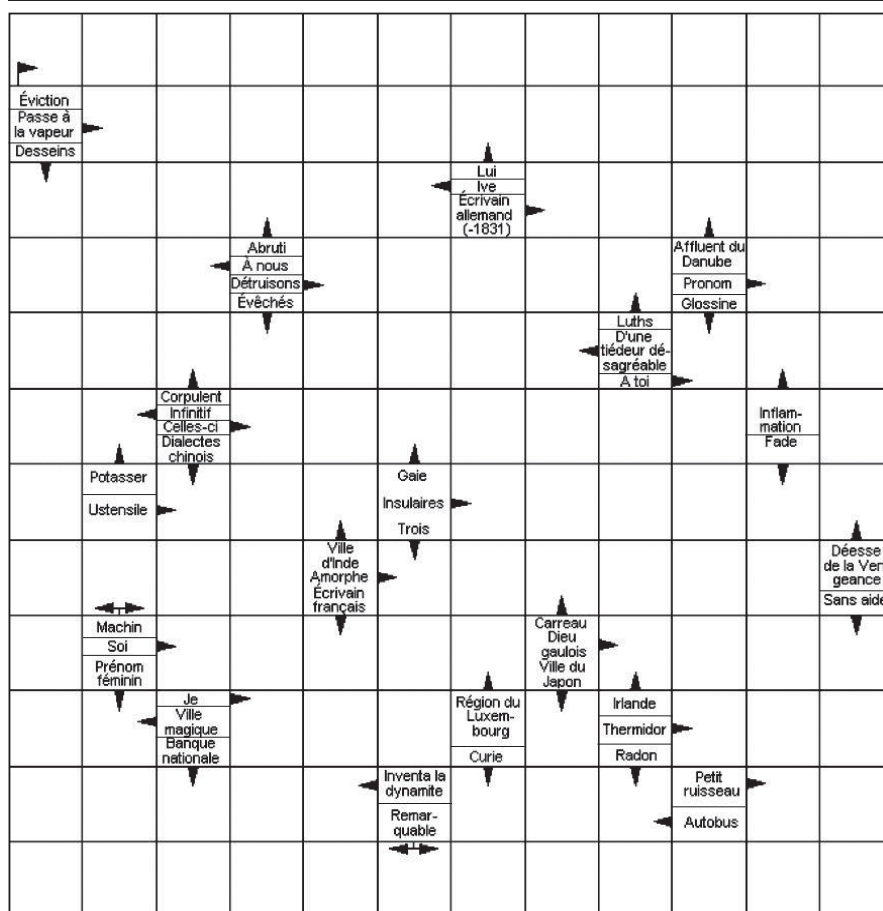 Éviction
Passe à
la vapeur
Desseins
Lui
Ive
Écrivain
allemand
(-1831)
Abruti
À nous
Détruisons
Évêchés
Affluent du
Danube
Pronom
Glossine
Luths
D'une
tiédeur dé-
sagréable
A toi
Corpulent
Infinitif
Celles-ci
Dialectes
chinois
Inflam-
mation
Fade
Potasser
Ustensile
Gaie
Insulaires
Trois
Ville
d'Inde
Amorphe
Écrivain
français
Déesse
de la Ven
geance
Sans aide
Machin
Soi
Prénom
féminin
Carreau
Dieu
gaulois
Ville du
Japon
Je
Ville
magique
Banque
nationale
Région du
Luxem-
bourg
Curie
Irlande
Thermidor
Radon
Inventa la
dynamite
Remar-
quable
Petit
ruisseau
Autobus